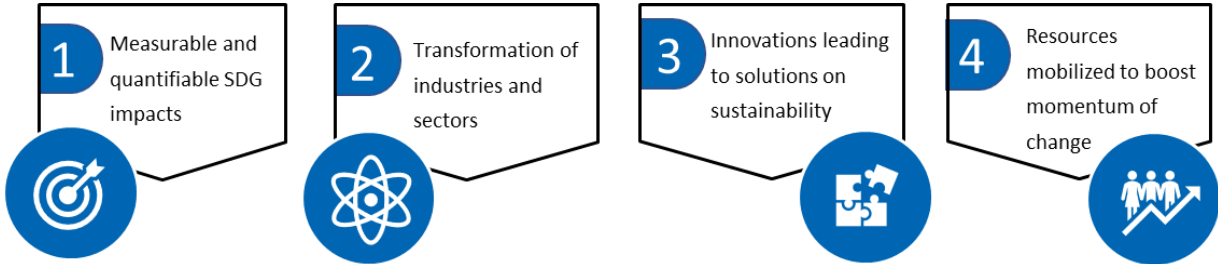 1
Measurable and
quantifiable SDG
impacts
2
Transformation of
industries and
sectors
3
Innovations leading
to solutions on
sustainability
4
Resources
mobilized to boost
momentum of
change